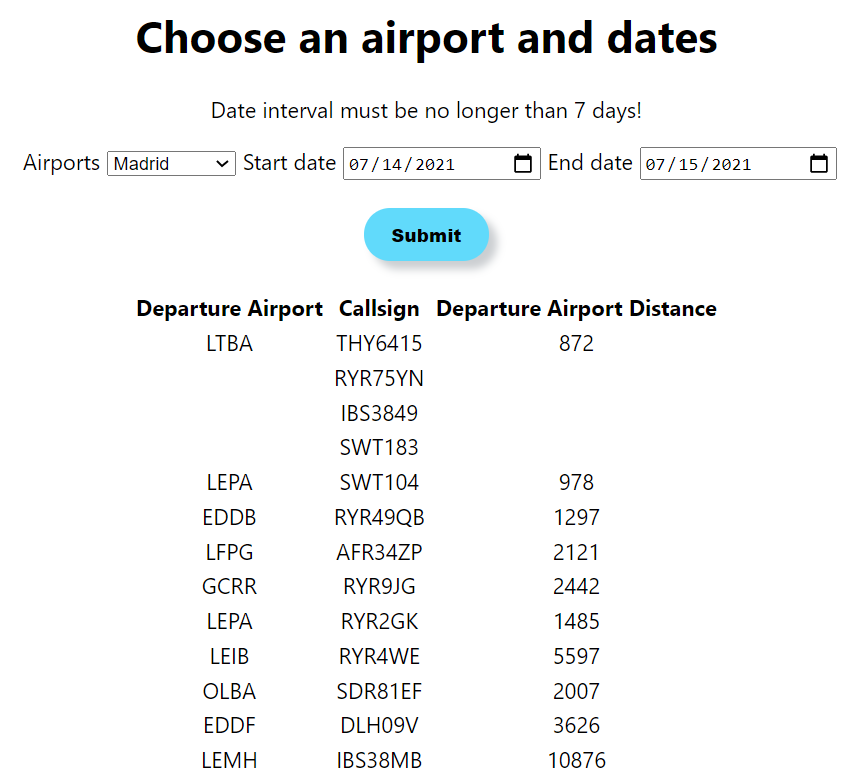 Choose an airport and dates
Date interval must be no longer than 7 days!
Airports Madrid Start date 07/14/2021 End date 07/15/2021
Submit
Departure Airport Callsign Departure Airport Distance
LTBA THY6415 872
RYR75YN
IBS3849
SWT183
LEPA SWT104 978
EDDB RYR49QB 1297
LFPG AFR34ZP 2121
GCRR RYR9JG 2442
LEPA RYR2GK 1485
LEIB RYR4WE 5597
OLBA SDR81EF 2007
EDDF DLH09V 3626
LEMH IBS38MB 10876